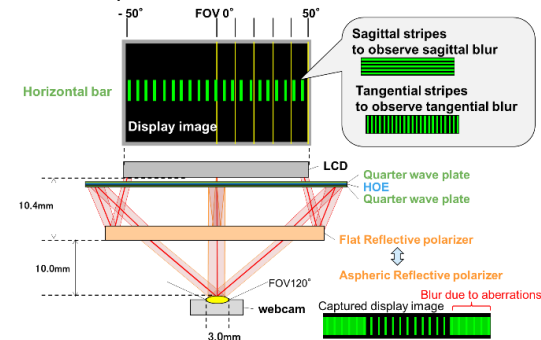 - 50° FOV 0° 50°
Sagittal stripes
to observe sagittal blur
Tangential stripes
to observe tangential blur
Horizontal bar
Display image
LCD
Quarter wave plate
HOE
Quarter wave plate
10.4mm
Flat Reflective polarizer
10.0mm
Aspheric Reflective polarizer
FOV120°
Blur due to aberrations
Captured display image
webcam
3.0mm